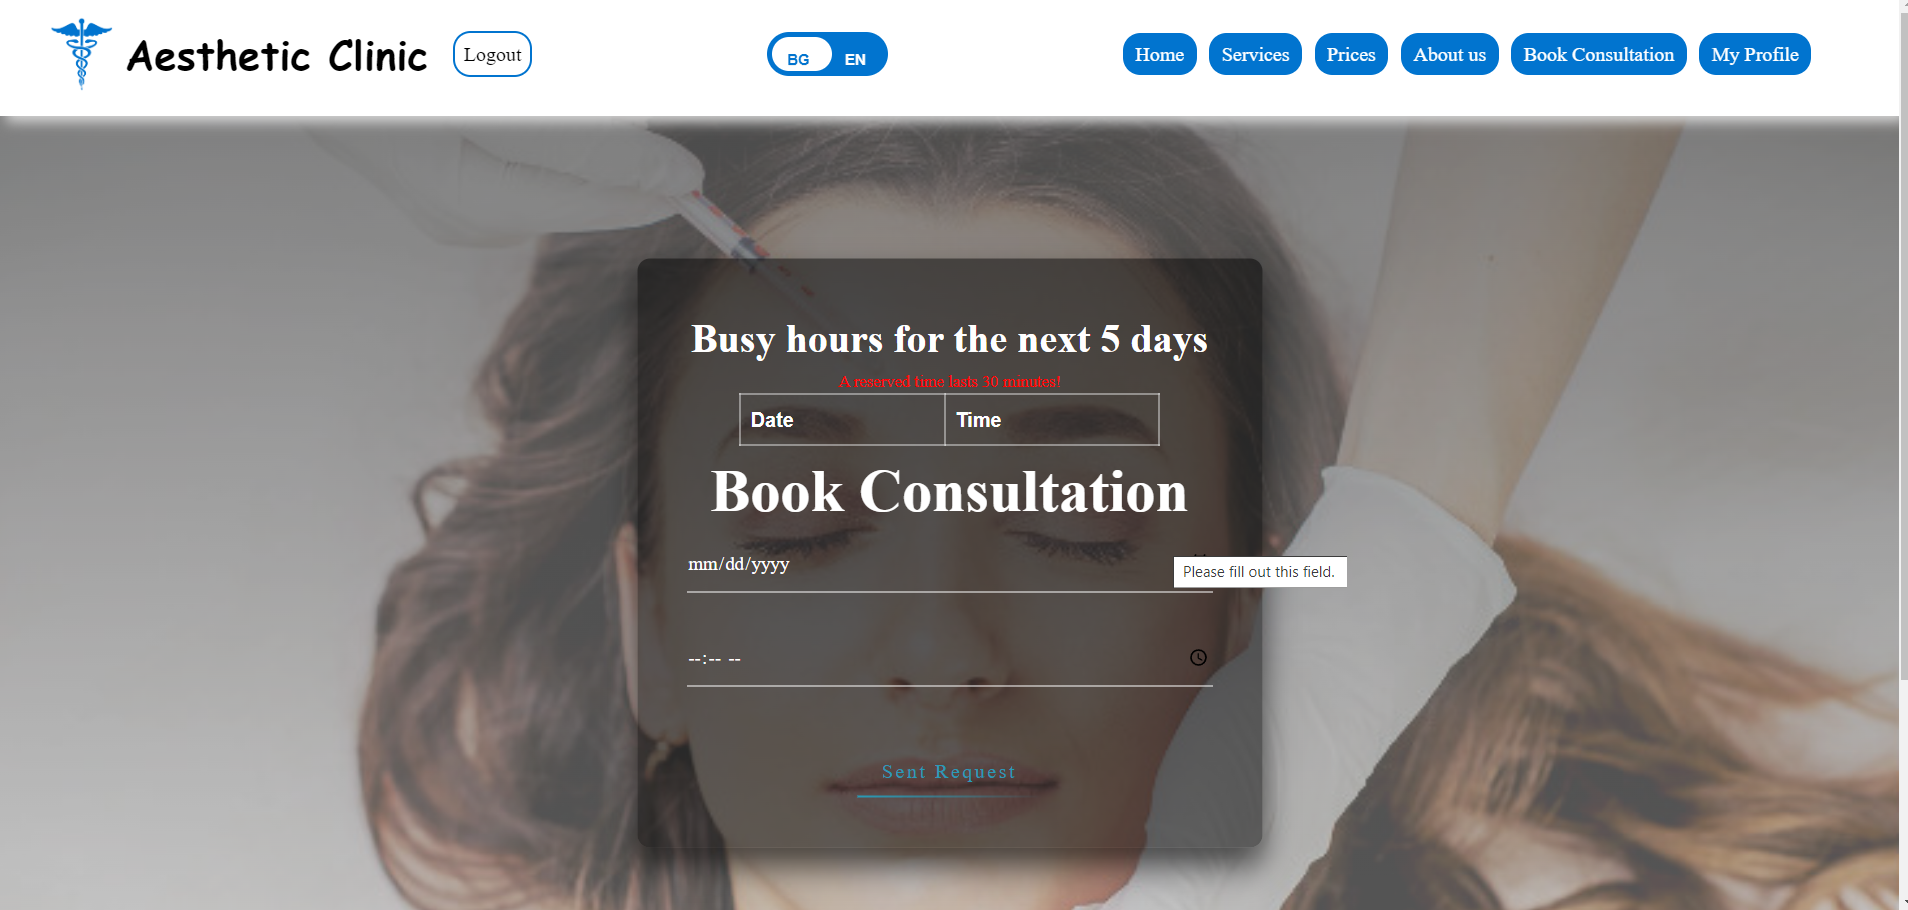 Aesthetic Clinic
Logout
BG
EN
Home
Services
Prices
About us
Book Consultation
My Profile
Busy hours for the next 5 days
A reserved time lasts 30 minutes!
Date
Time
Book Consultation
mm/dd/yyyy
Please fill out this field.
--:-- --
Sent Request